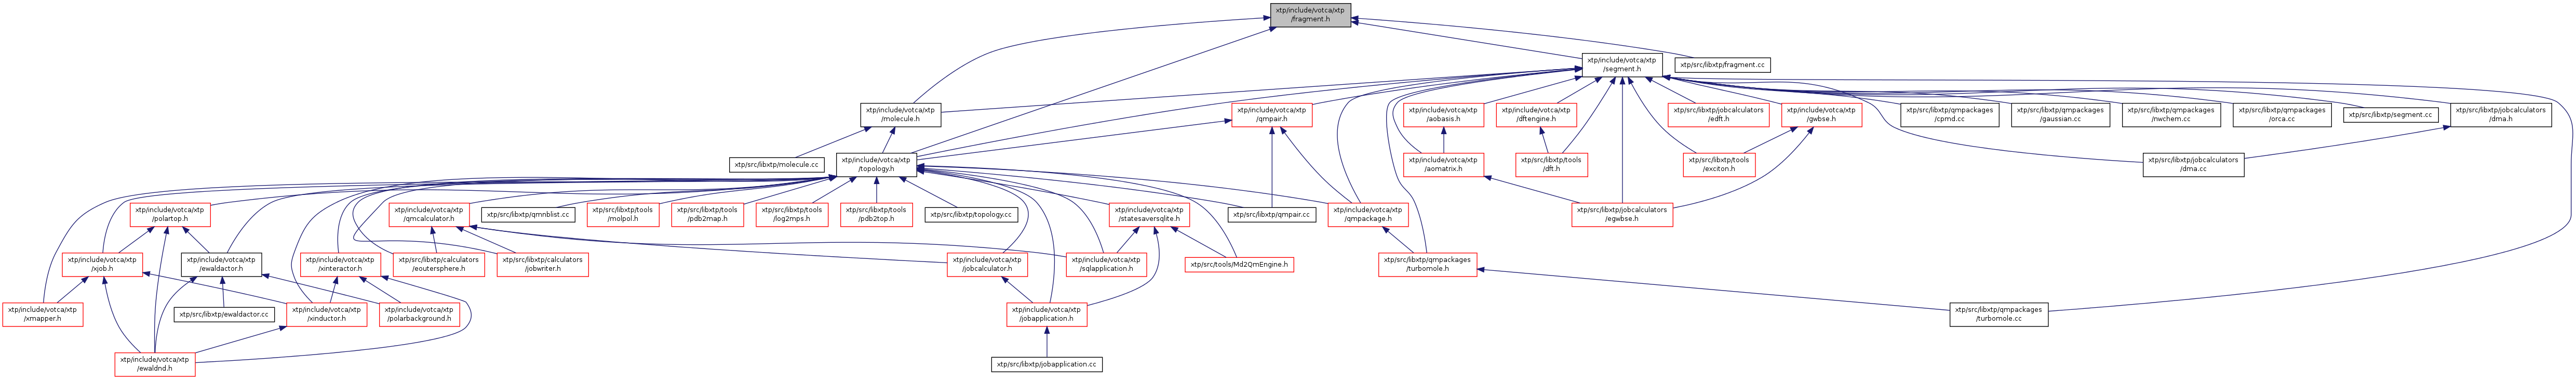 xtp/include/votca/xtp
/fragment.h
xtp/include/votca/xtp
/segment.h
xtp/src/libxtp/fragment.cc
xtp/include/votca/xtp
/molecule.h
xtp/include/votca/xtp
/qmpair.h
xtp/include/votca/xtp
/aobasis.h
xtp/include/votca/xtp
/dftengine.h
xtp/src/libxtp/jobcalculators
/edft.h
xtp/include/votca/xtp
/gwbse.h
xtp/src/libxtp/qmpackages
/cpmd.cc
xtp/src/libxtp/qmpackages
/gaussian.cc
xtp/src/libxtp/qmpackages
/nwchem.cc
xtp/src/libxtp/qmpackages
/orca.cc
xtp/src/libxtp/segment.cc
xtp/src/libxtp/jobcalculators
/dma.h
xtp/src/libxtp/molecule.cc
xtp/include/votca/xtp
/topology.h
xtp/include/votca/xtp
/aomatrix.h
xtp/src/libxtp/tools
/dft.h
xtp/src/libxtp/tools
/exciton.h
xtp/src/libxtp/jobcalculators
/dma.cc
xtp/include/votca/xtp
/polartop.h
xtp/include/votca/xtp
/qmcalculator.h
xtp/src/libxtp/qmnblist.cc
xtp/src/libxtp/tools
/molpol.h
xtp/src/libxtp/tools
/pdb2map.h
xtp/src/libxtp/tools
/log2mps.h
xtp/src/libxtp/tools
/pdb2top.h
xtp/src/libxtp/topology.cc
xtp/include/votca/xtp
/statesaversqlite.h
xtp/src/libxtp/qmpair.cc
xtp/include/votca/xtp
/qmpackage.h
xtp/src/libxtp/jobcalculators
/egwbse.h
xtp/include/votca/xtp
/xjob.h
xtp/include/votca/xtp
/ewaldactor.h
xtp/include/votca/xtp
/xinteractor.h
xtp/src/libxtp/calculators
/eoutersphere.h
xtp/src/libxtp/calculators
/jobwriter.h
xtp/include/votca/xtp
/jobcalculator.h
xtp/include/votca/xtp
/sqlapplication.h
xtp/src/tools/Md2QmEngine.h
xtp/src/libxtp/qmpackages
/turbomole.h
xtp/include/votca/xtp
/xmapper.h
xtp/src/libxtp/ewaldactor.cc
xtp/include/votca/xtp
/xinductor.h
xtp/include/votca/xtp
/polarbackground.h
xtp/include/votca/xtp
/jobapplication.h
xtp/src/libxtp/qmpackages
/turbomole.cc
xtp/include/votca/xtp
/ewaldnd.h
xtp/src/libxtp/jobapplication.cc